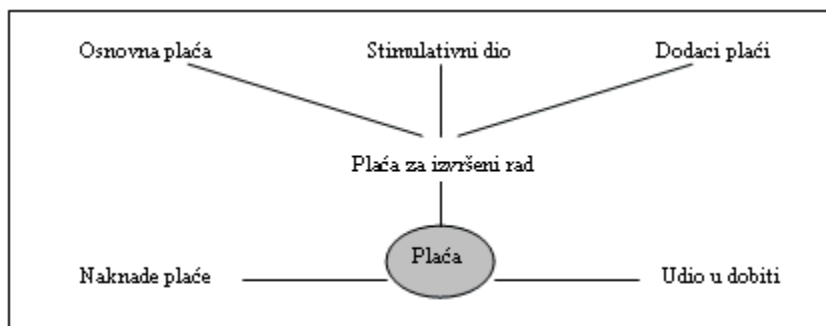 Osnovna plaća
Stimulativni dio
Dodaci plaći
Plaća za izvršeni rad
Plaća
Naknade plaće
Udio u dobiti